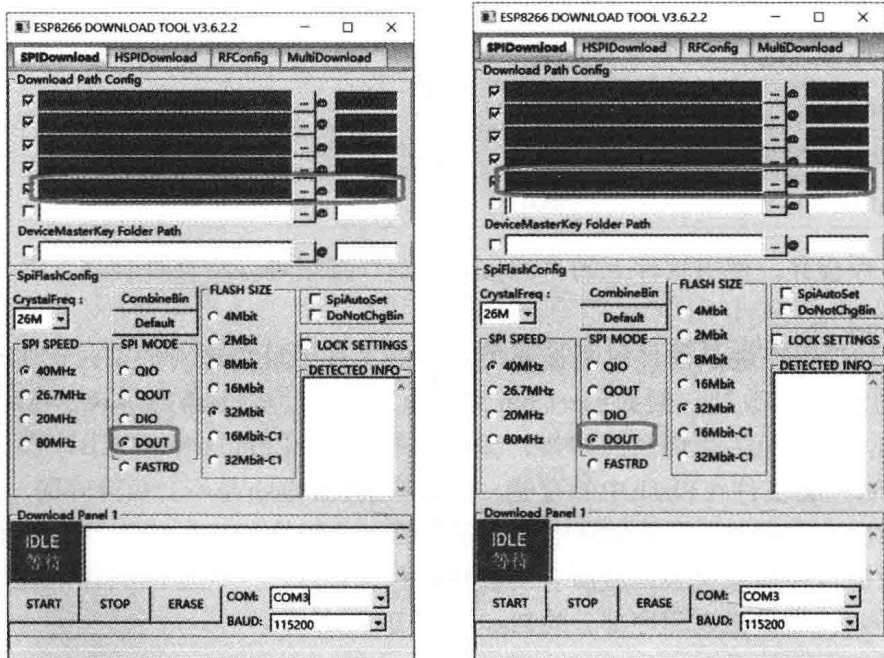 ESP8266 DOWNLOAD TOOL V3.6.2.2
SPIDownload HSPIDownload RFConfig MultiDownload
Download Path Config
DeviceMasterKey Folder Path
SpiFlashConfig
CrystalFreq :
26M
CombineBin
Default
SPI SPEED
40MHz
26.7MHz
20MHz
80MHz
SPI MODE
QIO
QOUT
DIO
DOUT
FASTRD
FLASH SIZE
4Mbit
2Mbit
8Mbit
16Mbit
32Mbit
16Mbit-C1
32Mbit-C1
SpiAutoSet
DoNotChgBin
LOCK SETTINGS
DETECTED INFO
Download Panel 1
IDLE
等待
START STOP ERASE
COM: COM3
BAUD: 115200
ESP8266 DOWNLOAD TOOL V3.6.2.2
SPIDownload HSPIDownload RFConfig MultiDownload
Download Path Config
DeviceMasterKey Folder Path
SpiFlashConfig
CrystalFreq :
26M
CombineBin
Default
SPI SPEED
40MHz
26.7MHz
20MHz
80MHz
SPI MODE
QIO
QOUT
DIO
DOUT
FASTRD
FLASH SIZE
4Mbit
2Mbit
8Mbit
16Mbit
32Mbit
16Mbit-C1
32Mbit-C1
SpiAutoSet
DoNotChgBin
LOCK SETTINGS
DETECTED INFO
Download Panel 1
IDLE
等待
START STOP ERASE
COM: COM3
BAUD: 115200